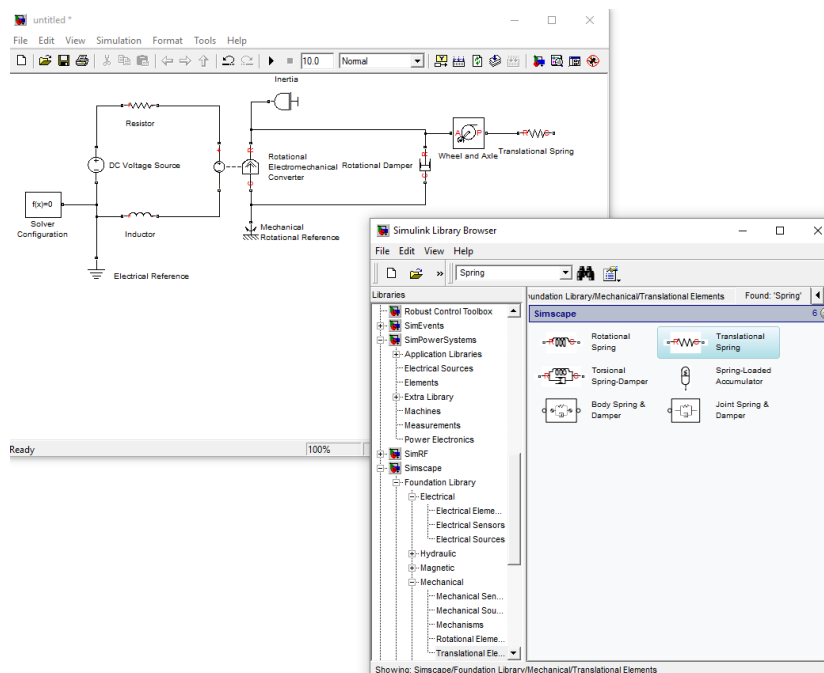 untitled *
File Edit View Simulation Format Tools Help
10.0 Normal
Inertia
Resistor
DC Voltage Source
Rotational
Electromechanical
Converter
Rotational Damper
Wheel and Axle
Translational Spring
f(x)=0
Solver
Configuration
Inductor
Mechanical
Rotational Reference
Electrical Reference
Ready 100%
Simulink Library Browser
File Edit View Help
» Spring
Libraries
Robust Control Toolbox
SimEvents
SimPowerSystems
Application Libraries
Electrical Sources
Elements
Extra Library
Machines
Measurements
Power Electronics
SimRF
Simscape
Foundation Library
Electrical
Electrical Eleme...
Electrical Sensors
Electrical Sources
Hydraulic
Magnetic
Mechanical
Mechanical Sen...
Mechanical Sou...
Mechanisms
Rotational Eleme...
Translational Ele...
undation Library/Mechanical/Translational Elements Found: 'Spring'
Simscape 6
Rotational
Spring
Translational
Spring
Torsional
Spring-Damper
Spring-Loaded
Accumulator
Body Spring &
Damper
Joint Spring &
Damper
Showing: Simscape/Foundation Library/Mechanical/Translational Elements